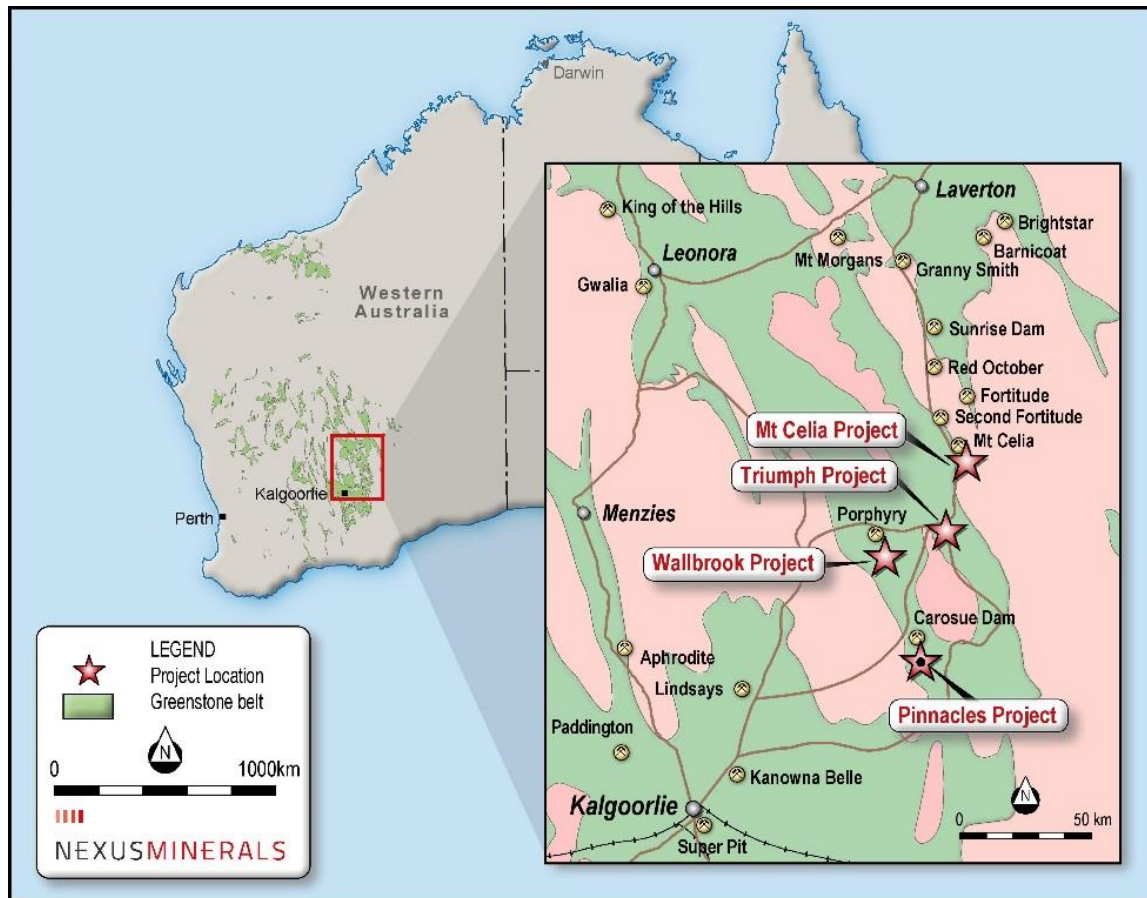 Darwin
Western
Australia
Kalgoorlie
Perth
LEGEND
Project Location
Greenstone belt
N
0 1000km
NEXUSMINERALS
Laverton
King of the Hills
Brightstar
Barnicoat
Mt Morgans
Leonora
Granny Smith
Gwalia
Sunrise Dam
Red October
Fortitude
Second Fortitude
Mt Celia Project
Mt Celia
Triumph Project
Menzies
Porphyry
Wallbrook Project
Carosue Dam
Aphrodite
Lindsays
Pinnacles Project
Paddington
Kanowna Belle
N
Kalgoorlie
0 50 km
Super Pit